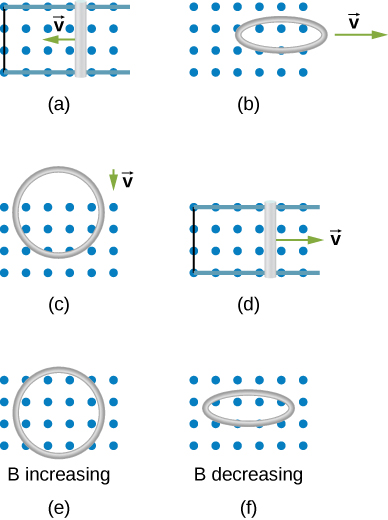 v⃗
v⃗
(a)
(b)
v⃗
v⃗
(c)
(d)
B increasing
B decreasing
(e)
(f)